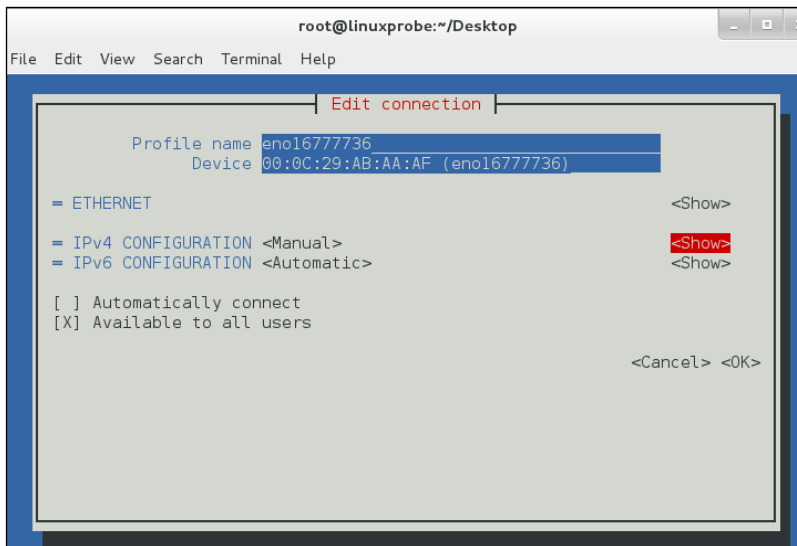 root@linuxprobe:~/Desktop
File Edit View Search Terminal Help
Edit connection
Profile name eno16777736
Device 00:0C:29:AB:AA:AF (eno16777736)
= ETHERNET <Show>
= IPv4 CONFIGURATION <Manual> <Show>
= IPv6 CONFIGURATION <Automatic> <Show>
[ ] Automatically connect
[X] Available to all users
<Cancel> <OK>